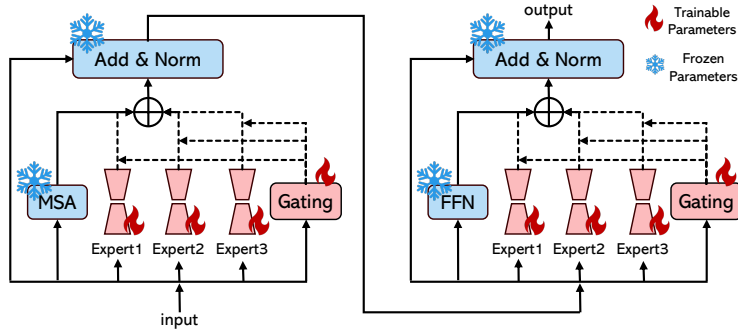 output
Trainable
Parameters
Frozen
Parameters
Add & Norm
Add & Norm
MSA
Gating
Expert1
Expert2
Expert3
FFN
Gating
Expert1
Expert2
Expert3
input